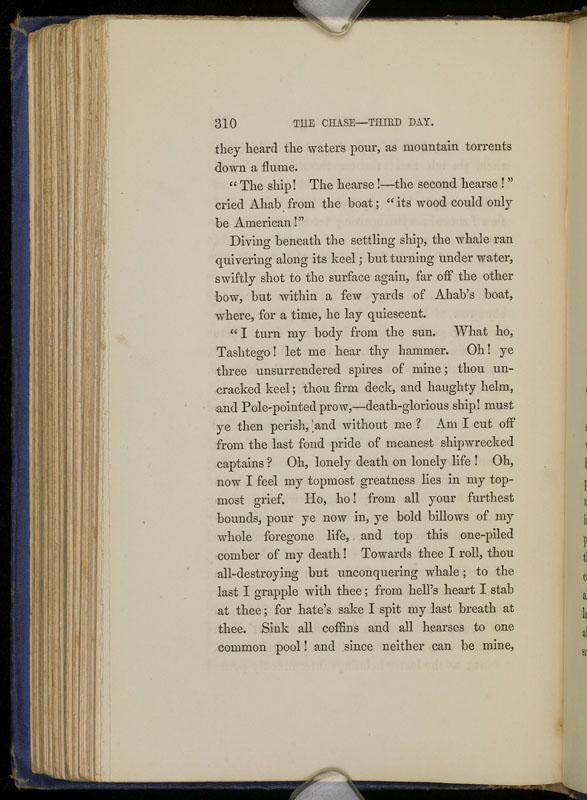 310 THE CHASE—THIRD DAY.
they heard the waters pour, as mountain torrents
down a flume.
“ The ship! The hearse!—the second hearse!”
cried Ahab from the boat; “its wood could only
be American!”
Diving beneath the settling ship, the whale ran
quivering along its keel; but turning under water,
swiftly shot to the surface again, far off the other
bow, but within a few yards of Ahab’s boat,
where, for a time, he lay quiescent.
“ I turn my body from the sun. What ho,
Tashtego! let me hear thy hammer. Oh! ye
three unsurrendered spires of mine; thou un-
cracked keel; thou firm deck, and haughty helm,
and Pole-pointed prow,—death-glorious ship! must
ye then perish, and without me? Am I cut off
from the last fond pride of meanest shipwrecked
captains? Oh, lonely death on lonely life! Oh,
now I feel my topmost greatness lies in my top-
most grief. Ho, ho! from all your furthest
bounds, pour ye now in, ye bold billows of my
whole foregone life, and top this one-piled
comber of my death! Towards thee I roll, thou
all-destroying but unconquering whale; to the
last I grapple with thee; from hell’s heart I stab
at thee; for hate’s sake I spit my last breath at
thee. Sink all coffins and all hearses to one
common pool! and since neither can be mine,